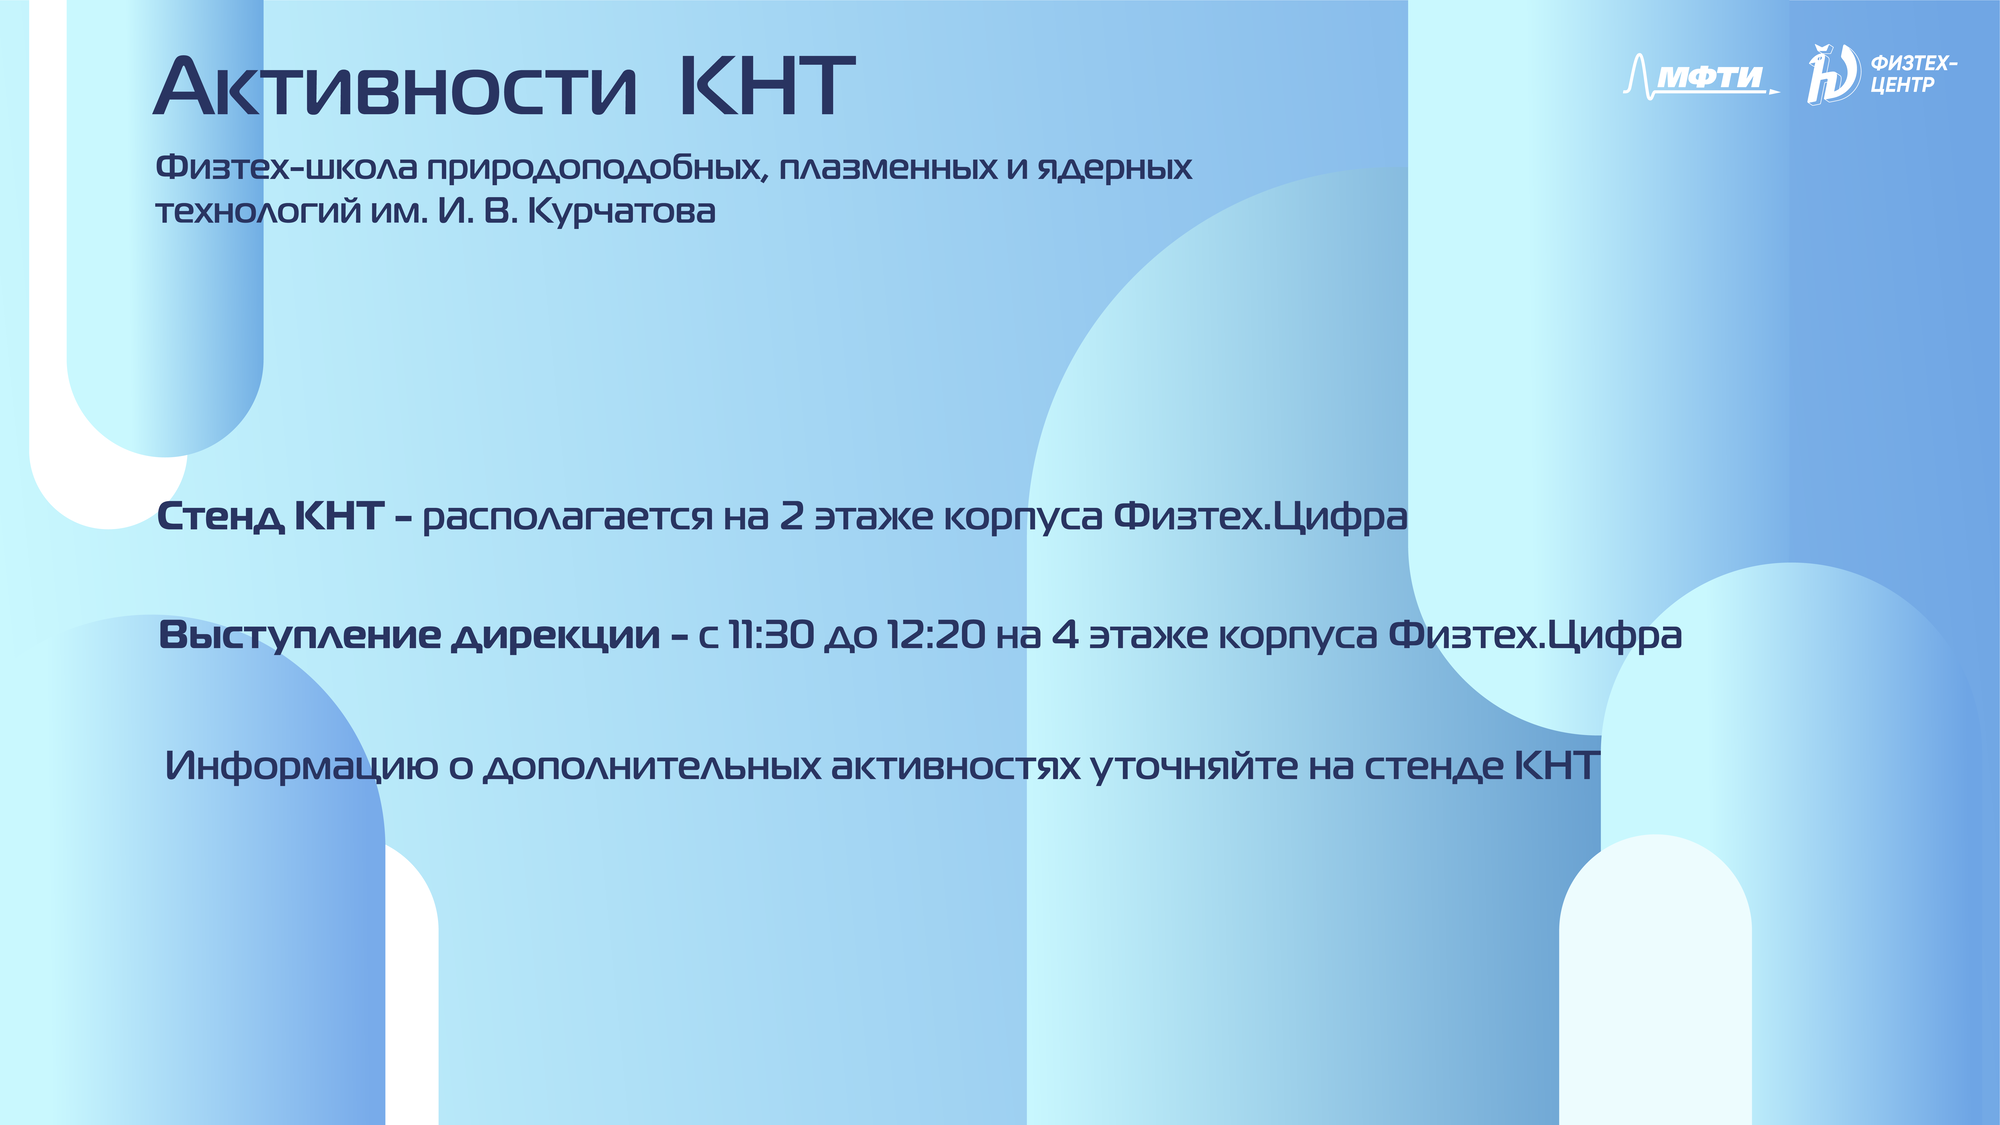 Активности КНТ
МФТИ
ФИЗТЕХ-
ЦЕНТР
Физтех-школа природоподобных, плазменных и ядерных
технологий им. И. В. Курчатова
Стенд КНТ - располагается на 2 этаже корпуса Физтех.Цифра
Выступление дирекции - с 11:30 до 12:20 на 4 этаже корпуса Физтех.Цифра
Информацию о дополнительных активностях уточняйте на стенде КНТ